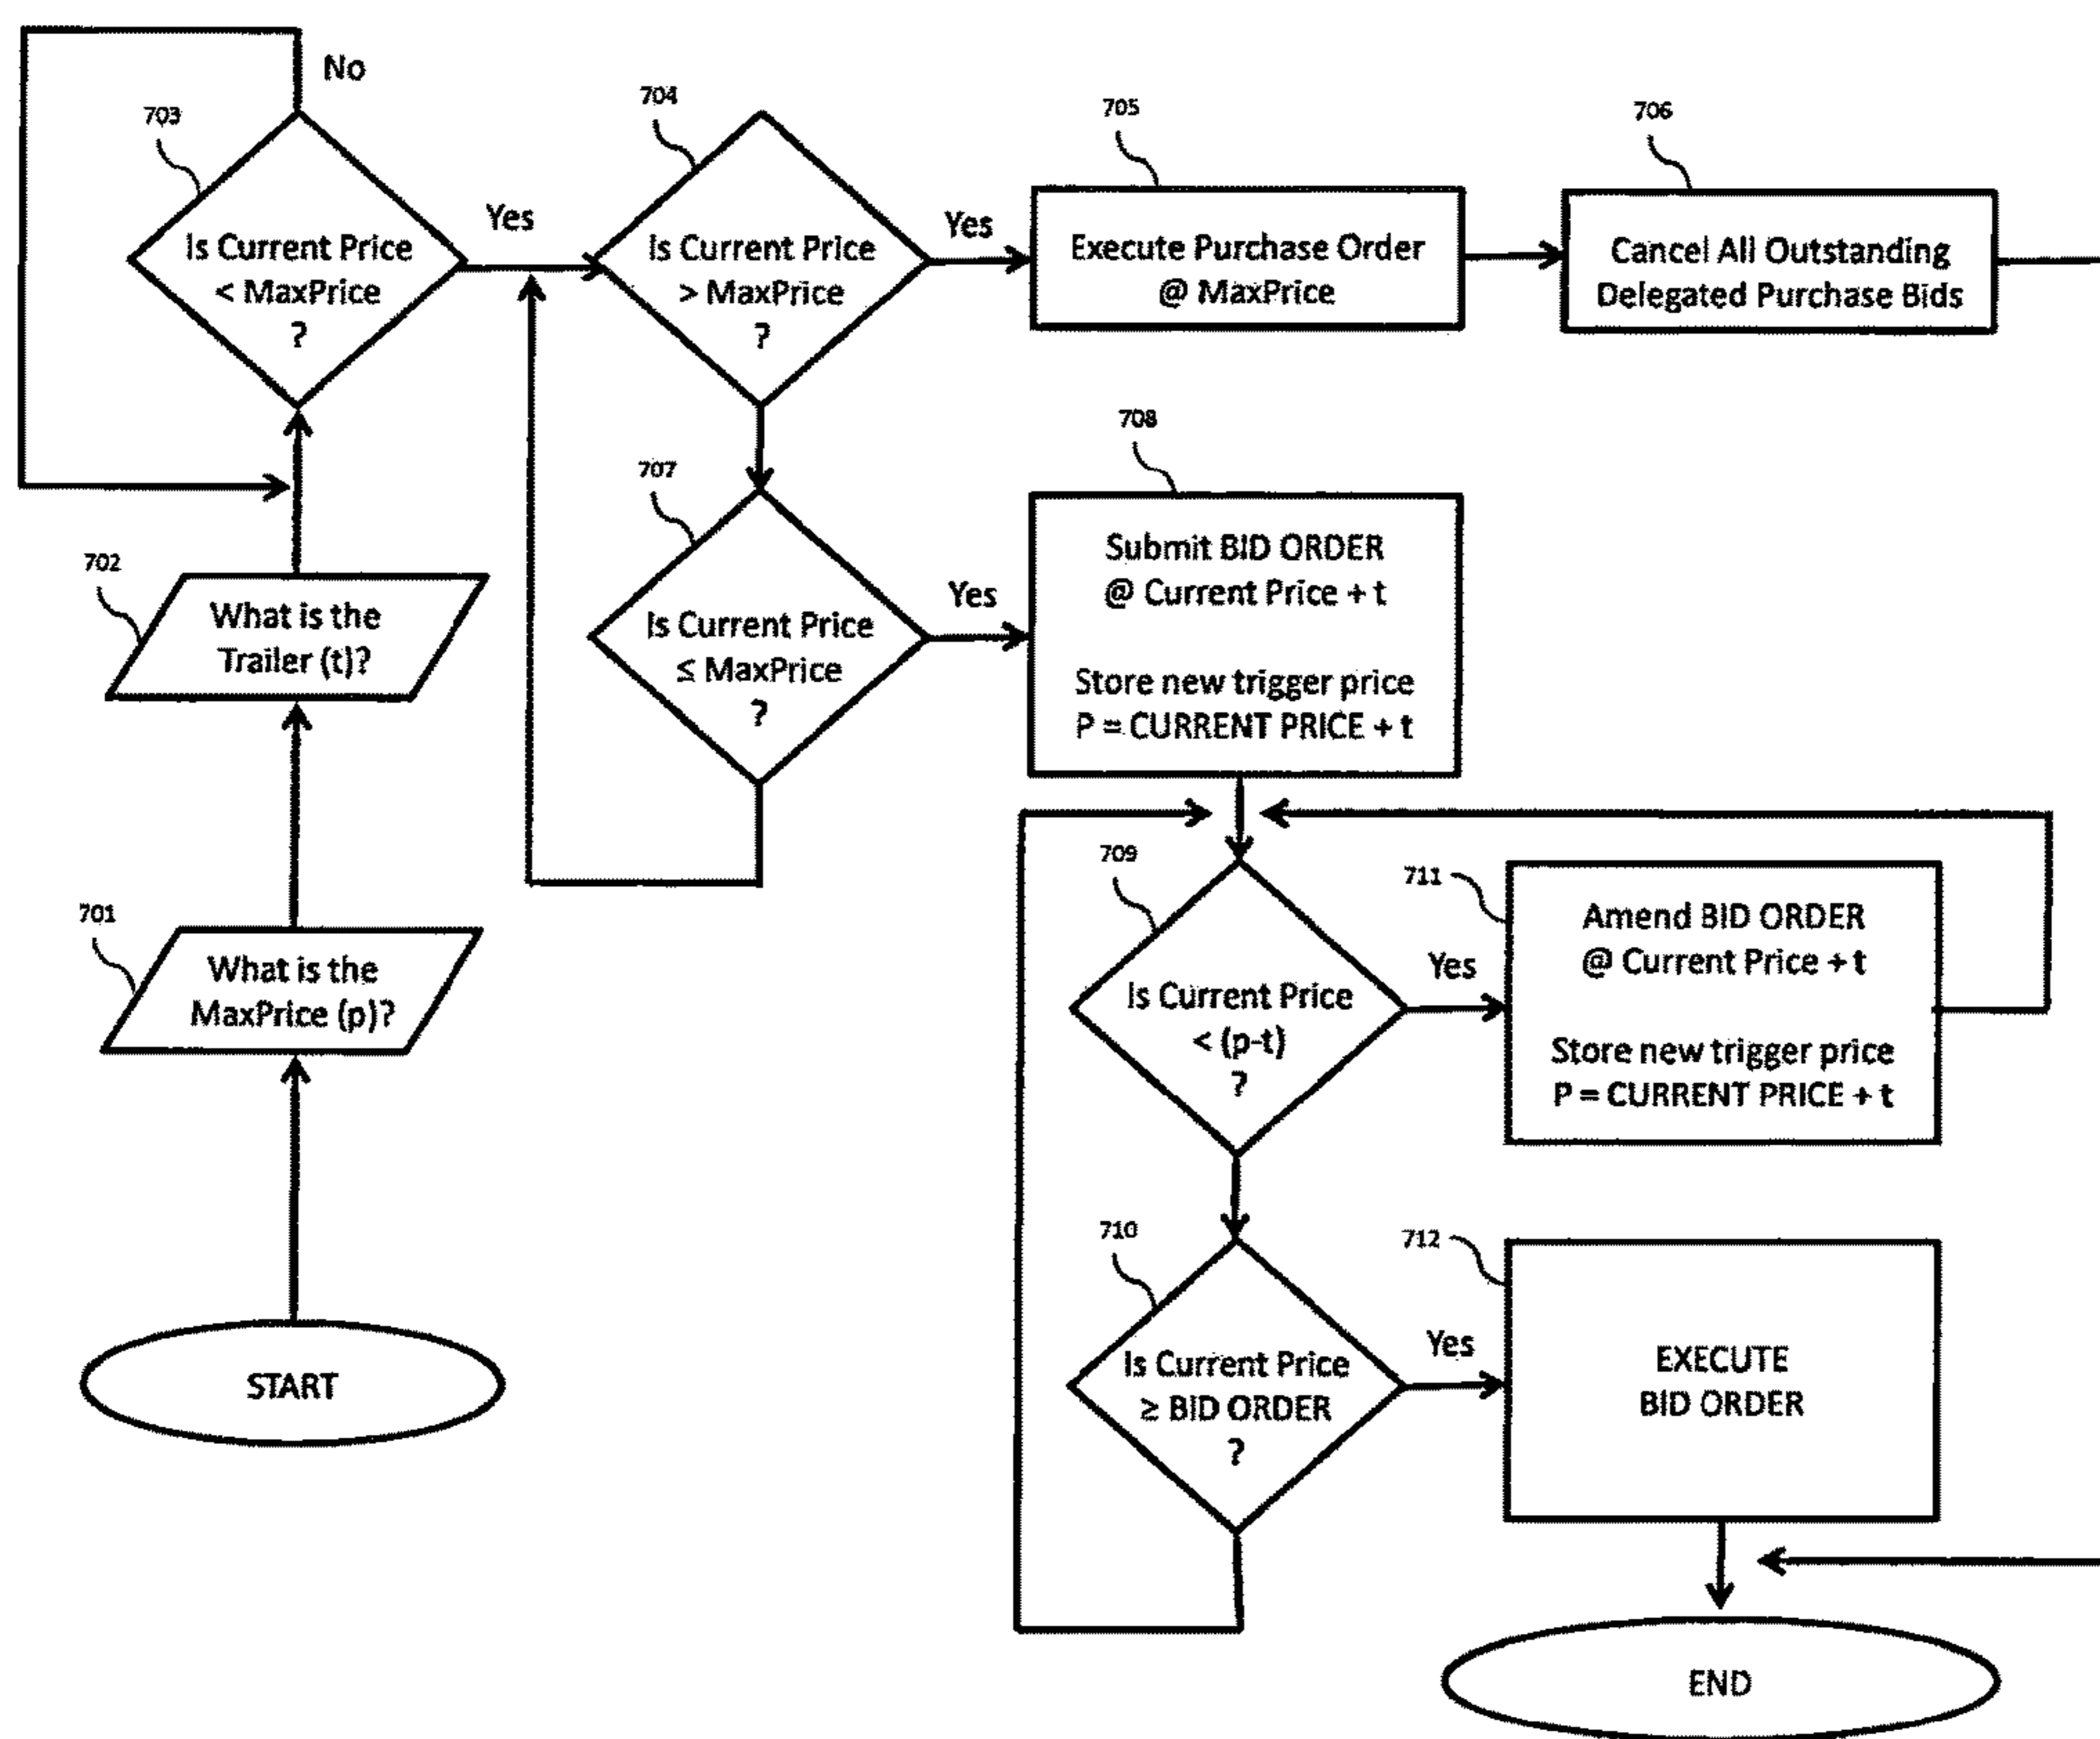 No
703
Is Current Price
< MaxPrice
?
Yes
704
Is Current Price
> MaxPrice
?
Yes
705
Execute Purchase Order
@ MaxPrice
706
Cancel All Outstanding
Delegated Purchase Bids
707
Is Current Price
≤ MaxPrice
?
Yes
708
Submit BID ORDER
@ Current Price + t
Store new trigger price
P = CURRENT PRICE + t
702
What is the
Trailer (t)?
701
What is the
MaxPrice (p)?
START
709
Is Current Price
< (p-t)
?
Yes
711
Amend BID ORDER
@ Current Price + t
Store new trigger price
P = CURRENT PRICE + t
710
Is Current Price
≥ BID ORDER
?
Yes
712
EXECUTE
BID ORDER
END